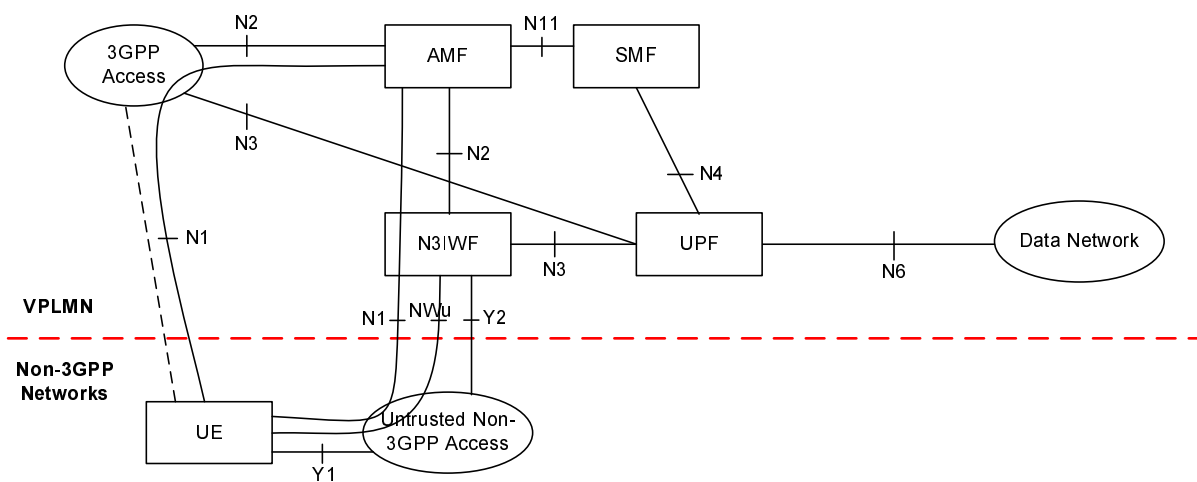 N2
N11
3GPP
Access
AMF
SMF
N3
N2
N4
N1
N3IWF
UPF
Data Network
N3
N6
VPLMN
N1
NWu
Y2
Non-3GPP
Networks
UE
Untrusted Non-
3GPP Access
Y1